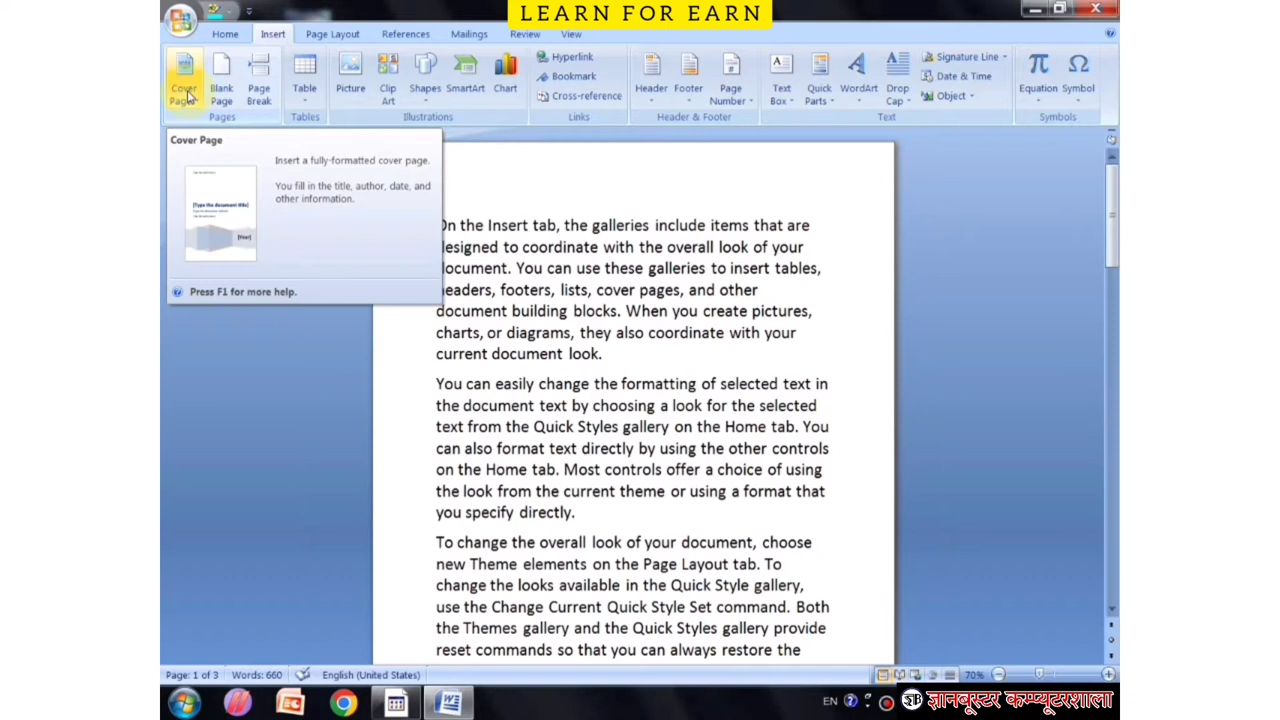 LEARN FOR EARN
Home Insert Page Layout References Mailings Review View
Cover Page Blank Page Page Break Table Picture Clip Art Shapes SmartArt Chart Hyperlink Bookmark Cross-reference Header Footer Page Number Text Box Quick Parts WordArt Drop Cap Signature Line Date & Time Object Equation Symbol
Pages Tables Illustrations Links Header & Footer Text Symbols
Cover Page
Insert a fully-formatted cover page.
You fill in the title, author, date, and
other information.
[Type the document title]
[Year]
Press F1 for more help.
On the Insert tab, the galleries include items that are
designed to coordinate with the overall look of your
document. You can use these galleries to insert tables,
headers, footers, lists, cover pages, and other
document building blocks. When you create pictures,
charts, or diagrams, they also coordinate with your
current document look.
You can easily change the formatting of selected text in
the document text by choosing a look for the selected
text from the Quick Styles gallery on the Home tab. You
can also format text directly by using the other controls
on the Home tab. Most controls offer a choice of using
the look from the current theme or using a format that
you specify directly.
To change the overall look of your document, choose
new Theme elements on the Page Layout tab. To
change the looks available in the Quick Style gallery,
use the Change Current Quick Style Set command. Both
the Themes gallery and the Quick Styles gallery provide
reset commands so that you can always restore the
Page: 1 of 3 Words: 660 English (United States) 70%
EN ज्ञानबूस्टर कम्प्यूटरशाला